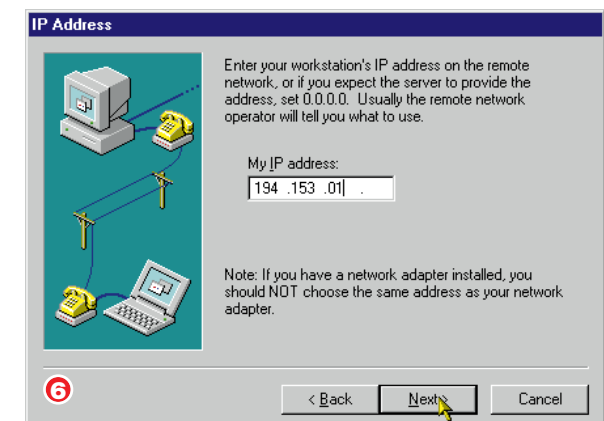 IP Address
Enter your workstation's IP address on the remote
network, or if you expect the server to provide the
address, set 0.0.0.0. Usually the remote network
operator will tell you what to use.
My IP address:
194 .153 .01 .
Note: If you have a network adapter installed, you
should NOT choose the same address as your network
adapter.
6
< Back Next > Cancel